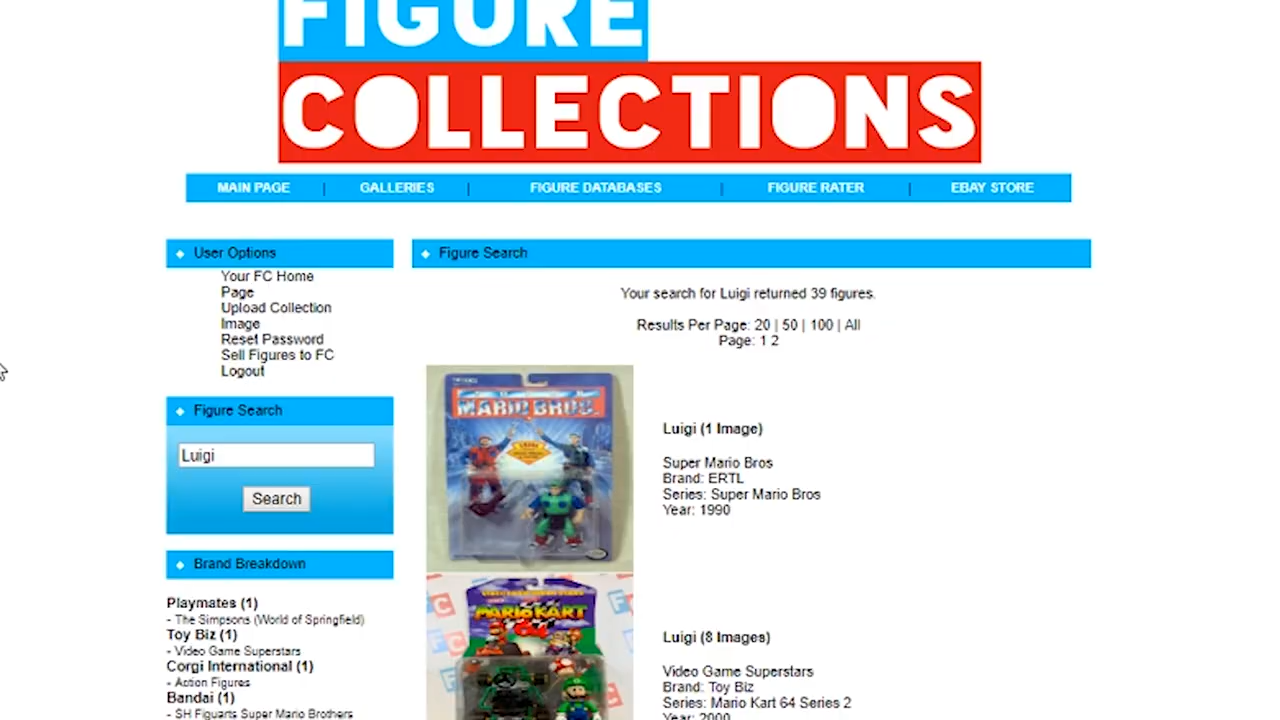 FIGURE
COLLECTIONS
MAIN PAGE | GALLERIES | FIGURE DATABASES | FIGURE RATER | EBAY STORE
User Options
Your FC Home
Page
Upload Collection
Image
Reset Password
Sell Figures to FC
Logout
Figure Search
Luigi
Search
Brand Breakdown
Playmates (1)
- The Simpsons (World of Springfield)
Toy Biz (1)
- Video Game Superstars
Corgi International (1)
- Action Figures
Bandai (1)
- SH Figuarts Super Mario Brothers
Figure Search
Your search for Luigi returned 39 figures.
Results Per Page: 20 | 50 | 100 | All
Page: 1 2
MARIO BROS.
Luigi (1 Image)
Super Mario Bros
Brand: ERTL
Series: Super Mario Bros
Year: 1990
MARIO KART
64
Luigi (8 Images)
Video Game Superstars
Brand: Toy Biz
Series: Mario Kart 64 Series 2
Year: 2000